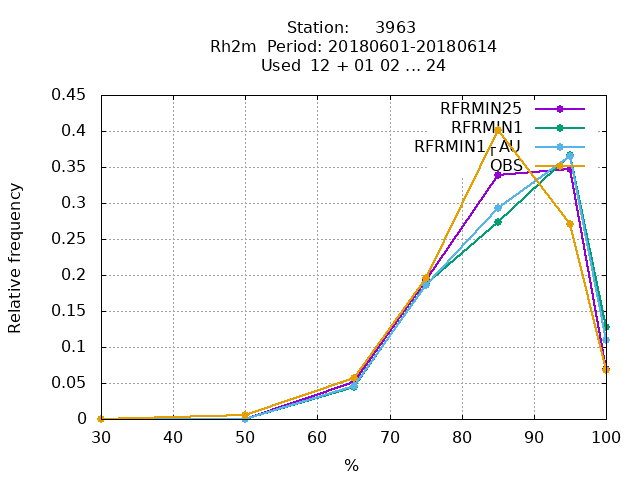 Station: 3963
Rh2m Period: 20180601-20180614
Used 12 + 01 02 ... 24
RFRMIN25
RFRMIN1
RFRMIN1_AU
OBS
Relative frequency
0.45
0.4
0.35
0.3
0.25
0.2
0.15
0.1
0.05
0
30 40 50 60 70 80 90 100
%